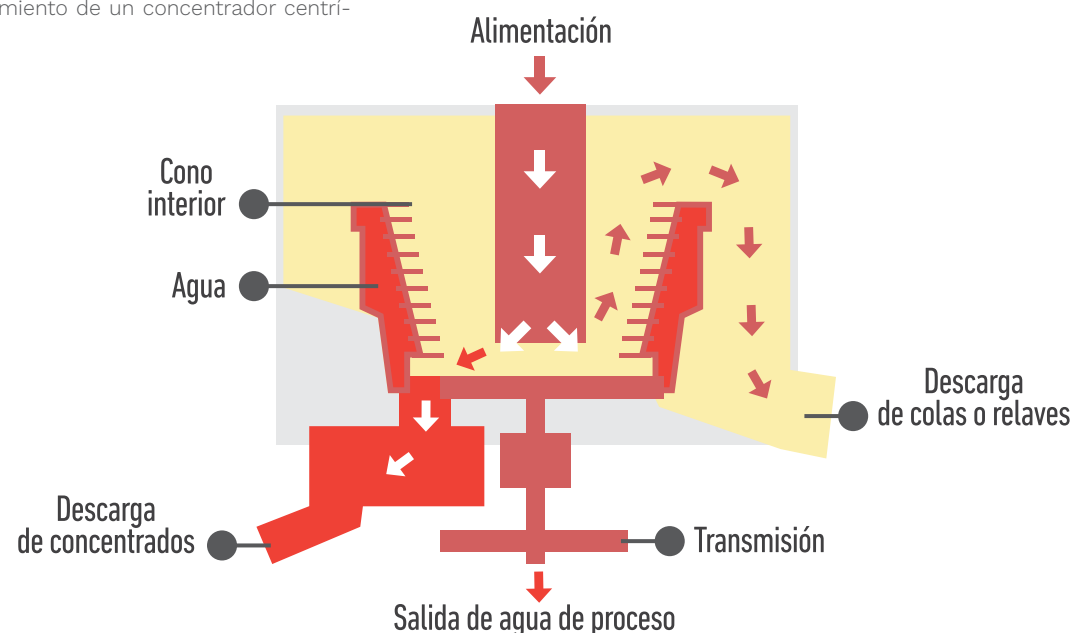 miento de un concentrador centrí-
Alimentación
Cono
interior
Agua
Descarga
de colas o relaves
Descarga
de concentrados
Transmisión
Salida de agua de proceso